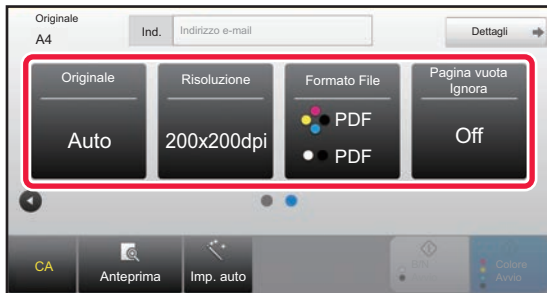 Originale
A4
Ind.
Indirizzo e-mail
Dettagli
Originale
Auto
Risoluzione
200x200dpi
Formato File
PDF
PDF
Pagina vuota
Ignora
Off
CA
Anteprima
Imp. auto
B/N
Avvio
Colore
Avvio